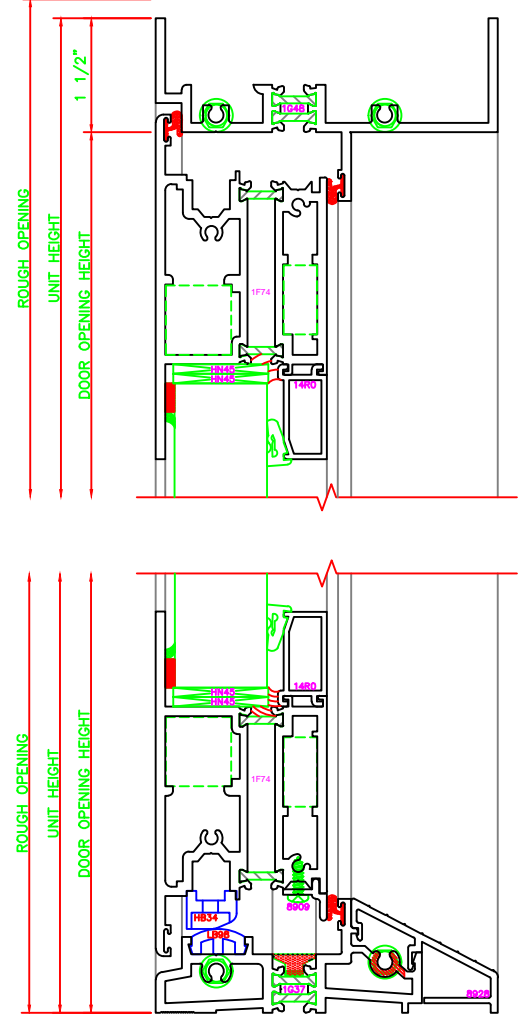 ROUGH OPENING
UNIT HEIGHT
1 1/2"
DOOR OPENING HEIGHT
1G48
1F74
HN45
HN45
14R0
14R0
HN45
HN45
ROUGH OPENING
UNIT HEIGHT
DOOR OPENING HEIGHT
1F74
8909
HB34
LB98
1G37
8928